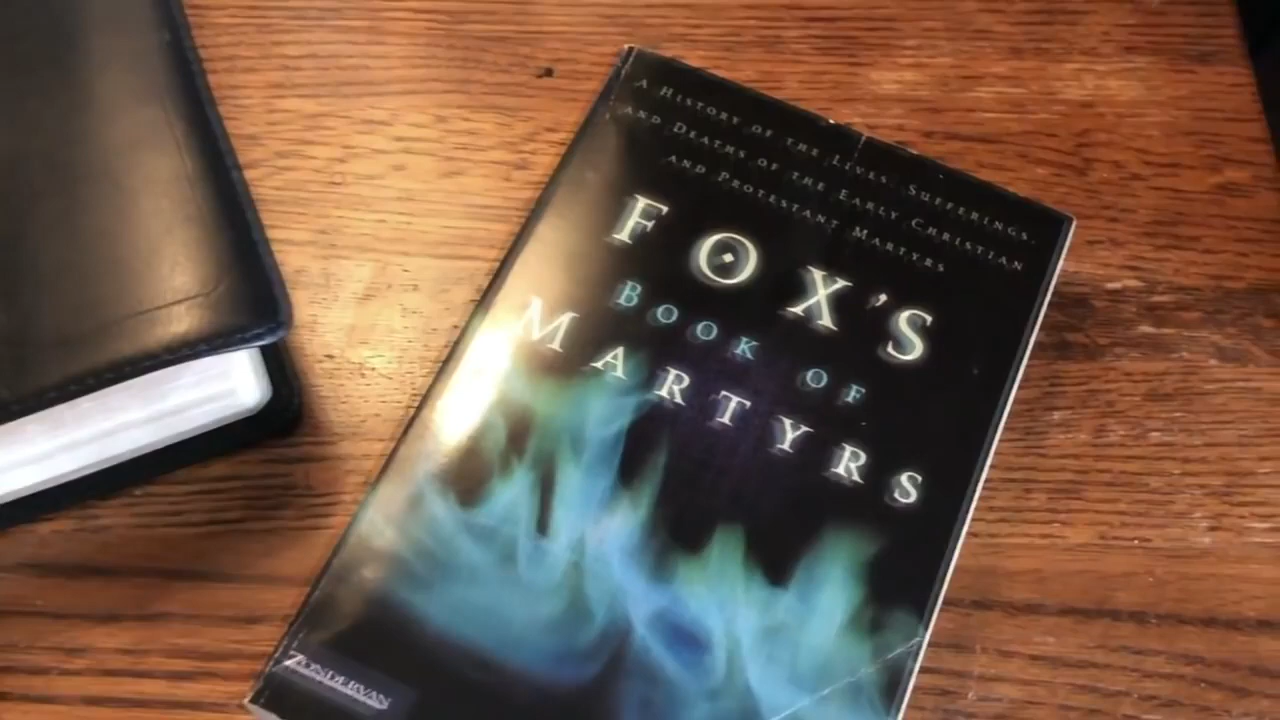 A History of the Lives, Sufferings,
and Deaths of the Early Christian
and Protestant Martyrs
FOX'S
BOOK OF
MARTYRS
ZONDERVAN